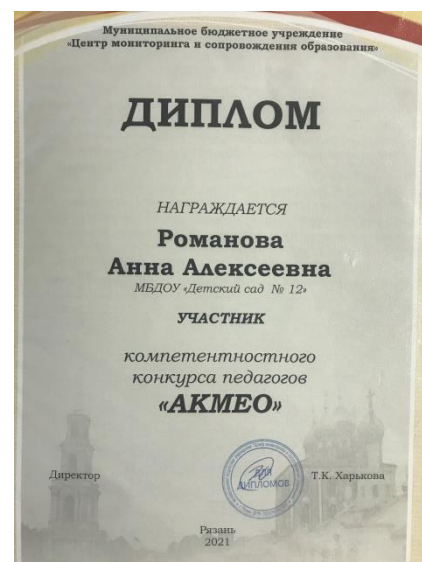 Муниципальное бюджетное учреждение
«Центр мониторинга и сопровождения образования»
ДИПЛОМ
НАГРАЖДАЕТСЯ
Романова
Анна Алексеевна
МБДОУ «Детский сад № 12»
УЧАСТНИК
компетентностного
конкурса педагогов
«АКМЕО»
Директор
ДЛЯ
ДИПЛОМОВ
Т.К. Харькова
Рязань
2021